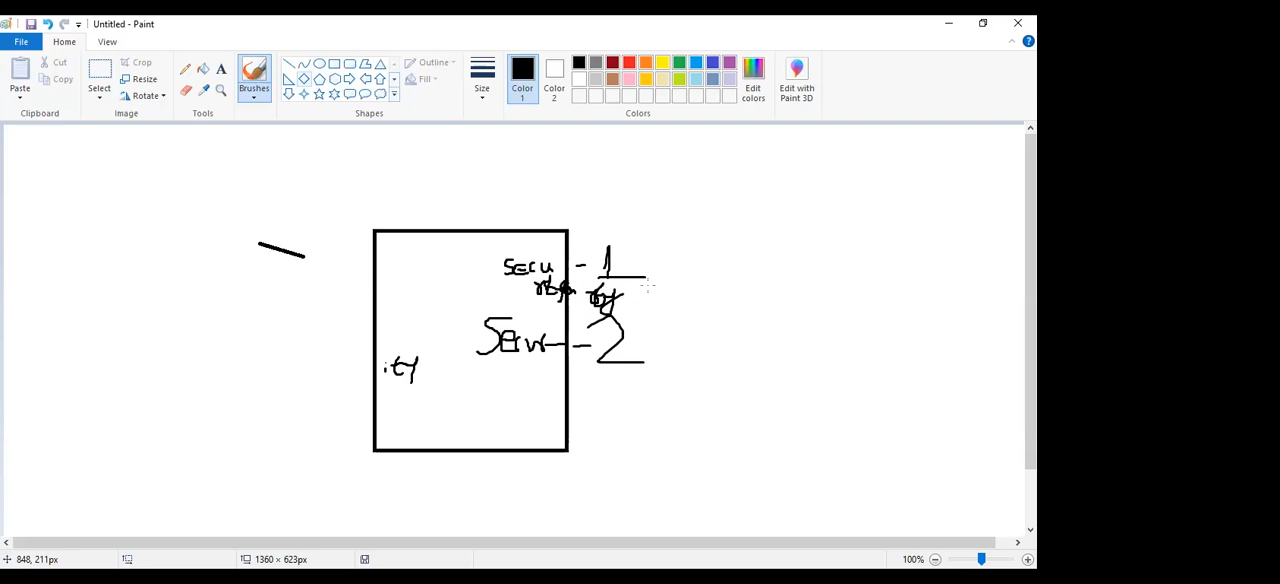 Untitled - Paint
File Home View
Paste Cut Copy
Select Crop Resize Rotate
Brushes
Outline Fill
Size
Color 1 Color 2
Edit colors
Edit with Paint 3D
Clipboard Image Tools Shapes Colors
secu - 1
Secu - 2
ity
848, 211px 1360 × 623px 100%